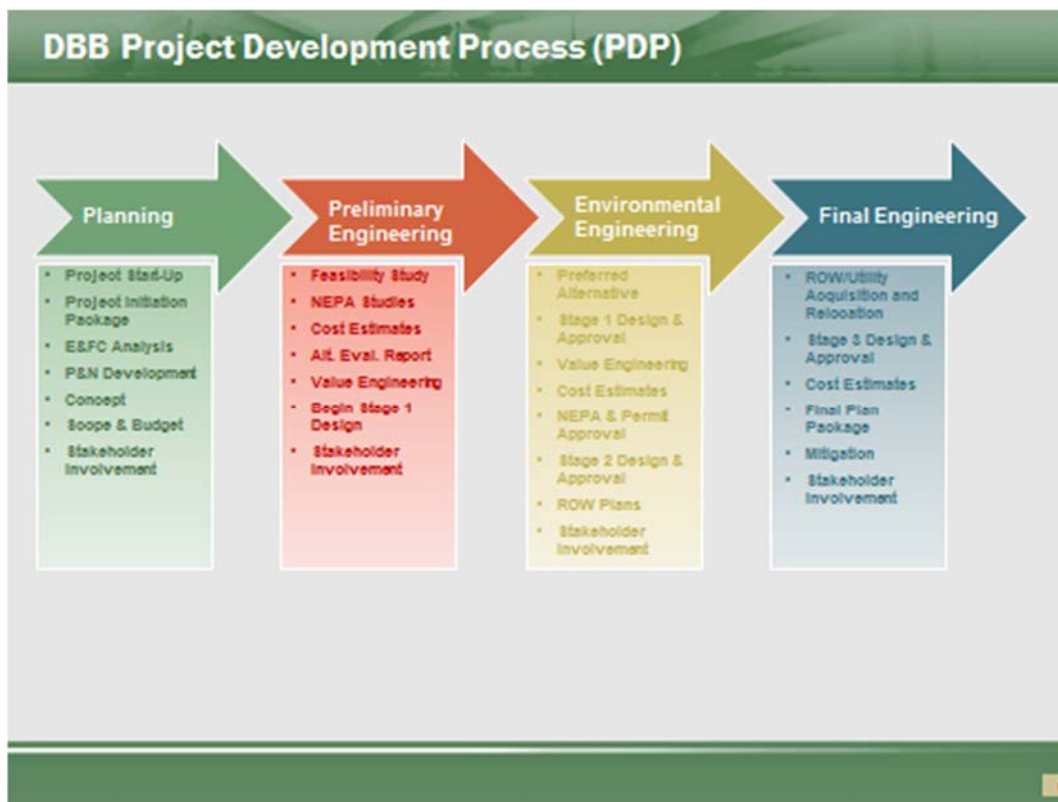 DBB Project Development Process (PDP)
Planning
• Project Start-Up
• Project Initiation
Package
• E&FC Analysis
• P&N Development
• Concept
• Scope & Budget
• Stakeholder
Involvement
Preliminary
Engineering
• Feasibility Study
• NEPA Studies
• Cost Estimates
• Alt. Eval. Report
• Value Engineering
• Begin Stage 1
Design
• Stakeholder
Involvement
Environmental
Engineering
• Preferred
Alternative
• Stage 1 Design &
Approval
• Value Engineering
• Cost Estimates
• NEPA & Permit
Approval
• Stage 2 Design &
Approval
• ROW Plans
• Stakeholder
Involvement
Final Engineering
• ROW/Utility
Acquisition and
Relocation
• Stage 3 Design &
Approval
• Cost Estimates
• Final Plan
Package
• Mitigation
• Stakeholder
Involvement